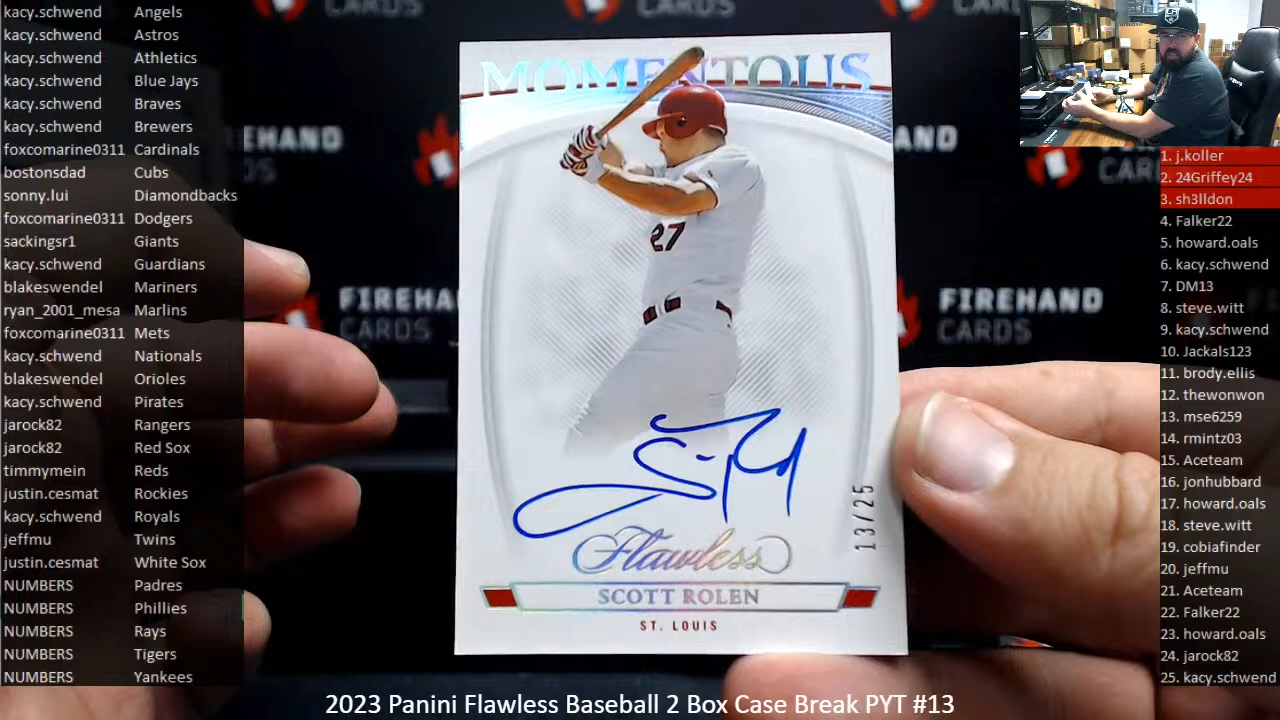 kacy.schwend Angels
kacy.schwend Astros
kacy.schwend Athletics
kacy.schwend Blue Jays
kacy.schwend Braves
kacy.schwend Brewers
foxcomarine0311 Cardinals
bostonsdad Cubs
sonny.lui Diamondbacks
foxcomarine0311 Dodgers
sackingsr1 Giants
kacy.schwend Guardians
blakeswendel Mariners
ryan_2001_mesa Marlins
foxcomarine0311 Mets
kacy.schwend Nationals
blakeswendel Orioles
kacy.schwend Pirates
jarock82 Rangers
jarock82 Red Sox
timmymein Reds
justin.cesmat Rockies
kacy.schwend Royals
jeffmu Twins
justin.cesmat White Sox
NUMBERS Padres
NUMBERS Phillies
NUMBERS Rays
NUMBERS Tigers
NUMBERS Yankees
MOMENTOUS
27
13/25
Flawless
SCOTT ROLEN
ST. LOUIS
CARDS
CARDS
FIREHAND
CARDS
1. j.koller
2. 24Griffey24
3. sh3lldon
4. Falker22
5. howard.oals
6. kacy.schwend
7. DM13
8. steve.witt
9. kacy.schwend
10. Jackals123
11. brody.ellis
12. thewonwon
13. mse6259
14. rmintz03
15. Aceteam
16. jonhubbard
17. howard.oals
18. steve.witt
19. cobiafinder
20. jeffmu
21. Aceteam
22. Falker22
23. howard.oals
24. jarock82
25. kacy.schwend
2023 Panini Flawless Baseball 2 Box Case Break PYT #13